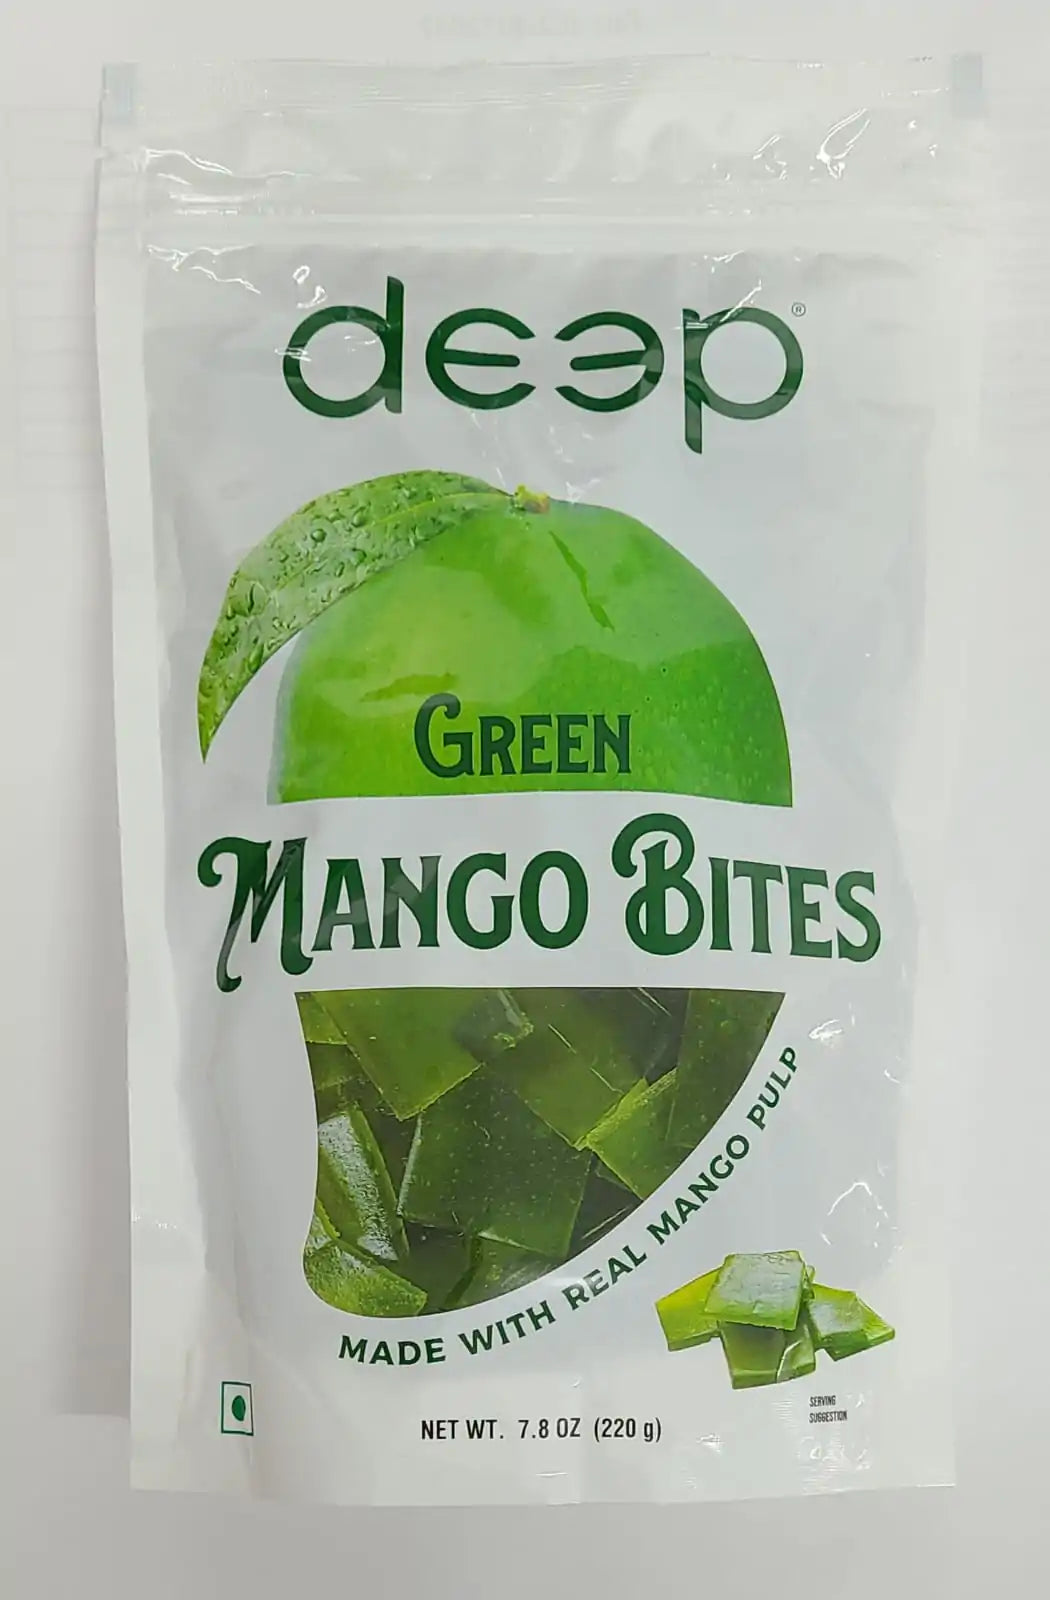 deep®
GREEN
MANGO BITES
MADE WITH REAL MANGO PULP
SERVING
SUGGESTION
NET WT. 7.8 OZ (220 g)